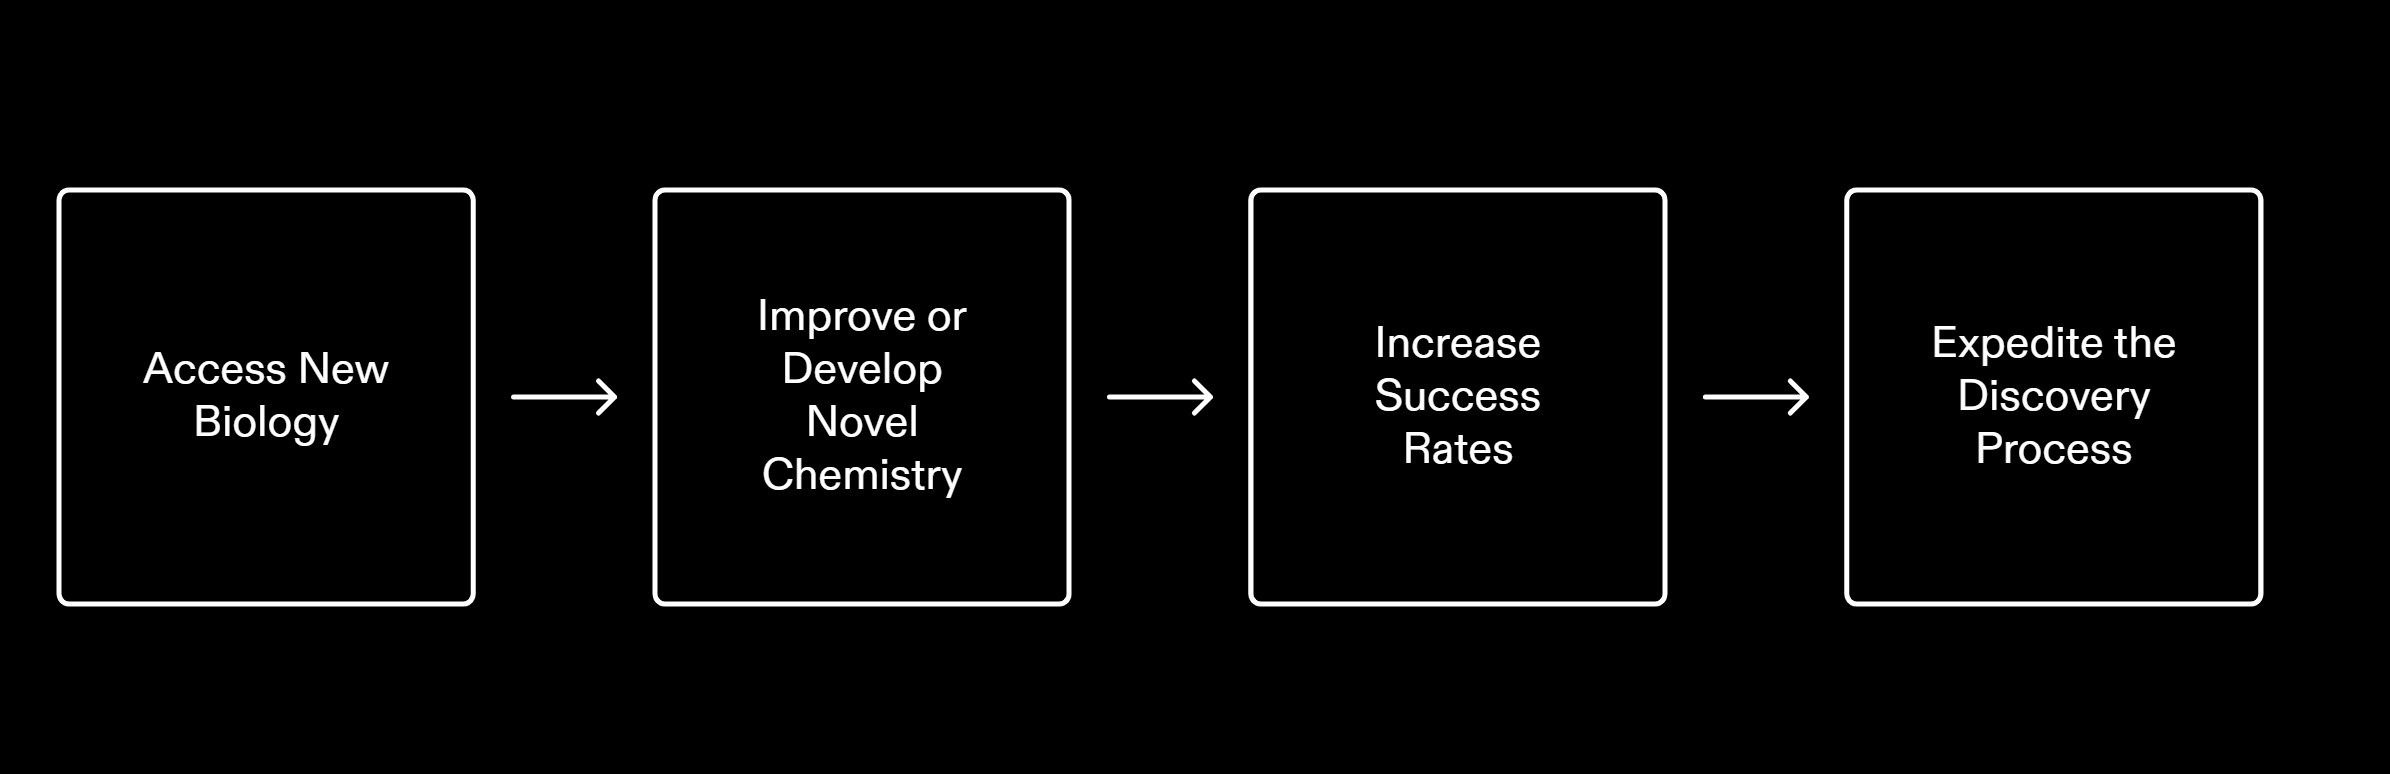 Access New
Biology
Improve or
Develop
Novel
Chemistry
Increase
Success
Rates
Expedite the
Discovery
Process